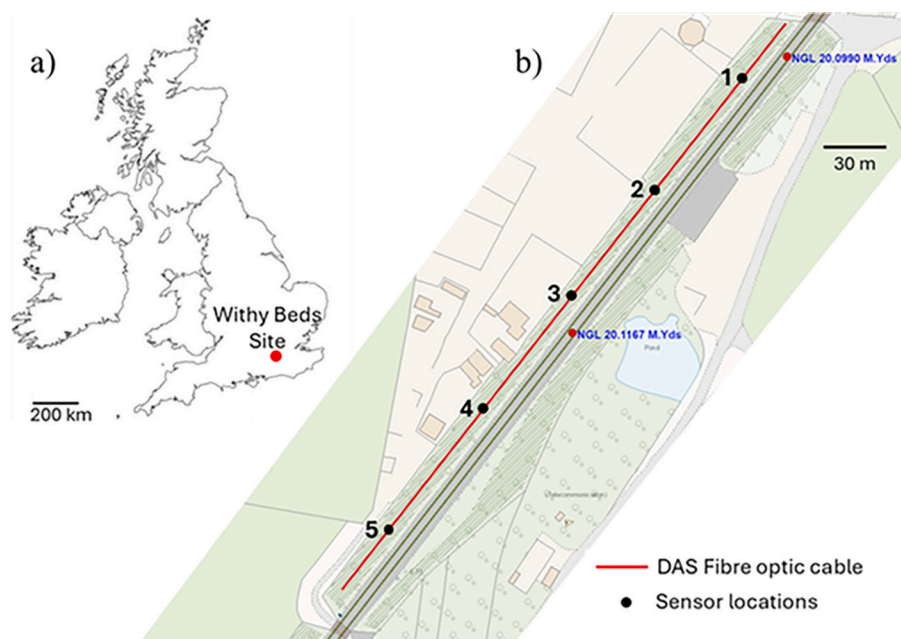 a)
Withy Beds
Site
200 km
b)
NGL 20.0990 M.Yds
1
30 m
2
3
NGL 20.1167 M.Yds
Pond
4
5
DAS Fibre optic cable
Sensor locations